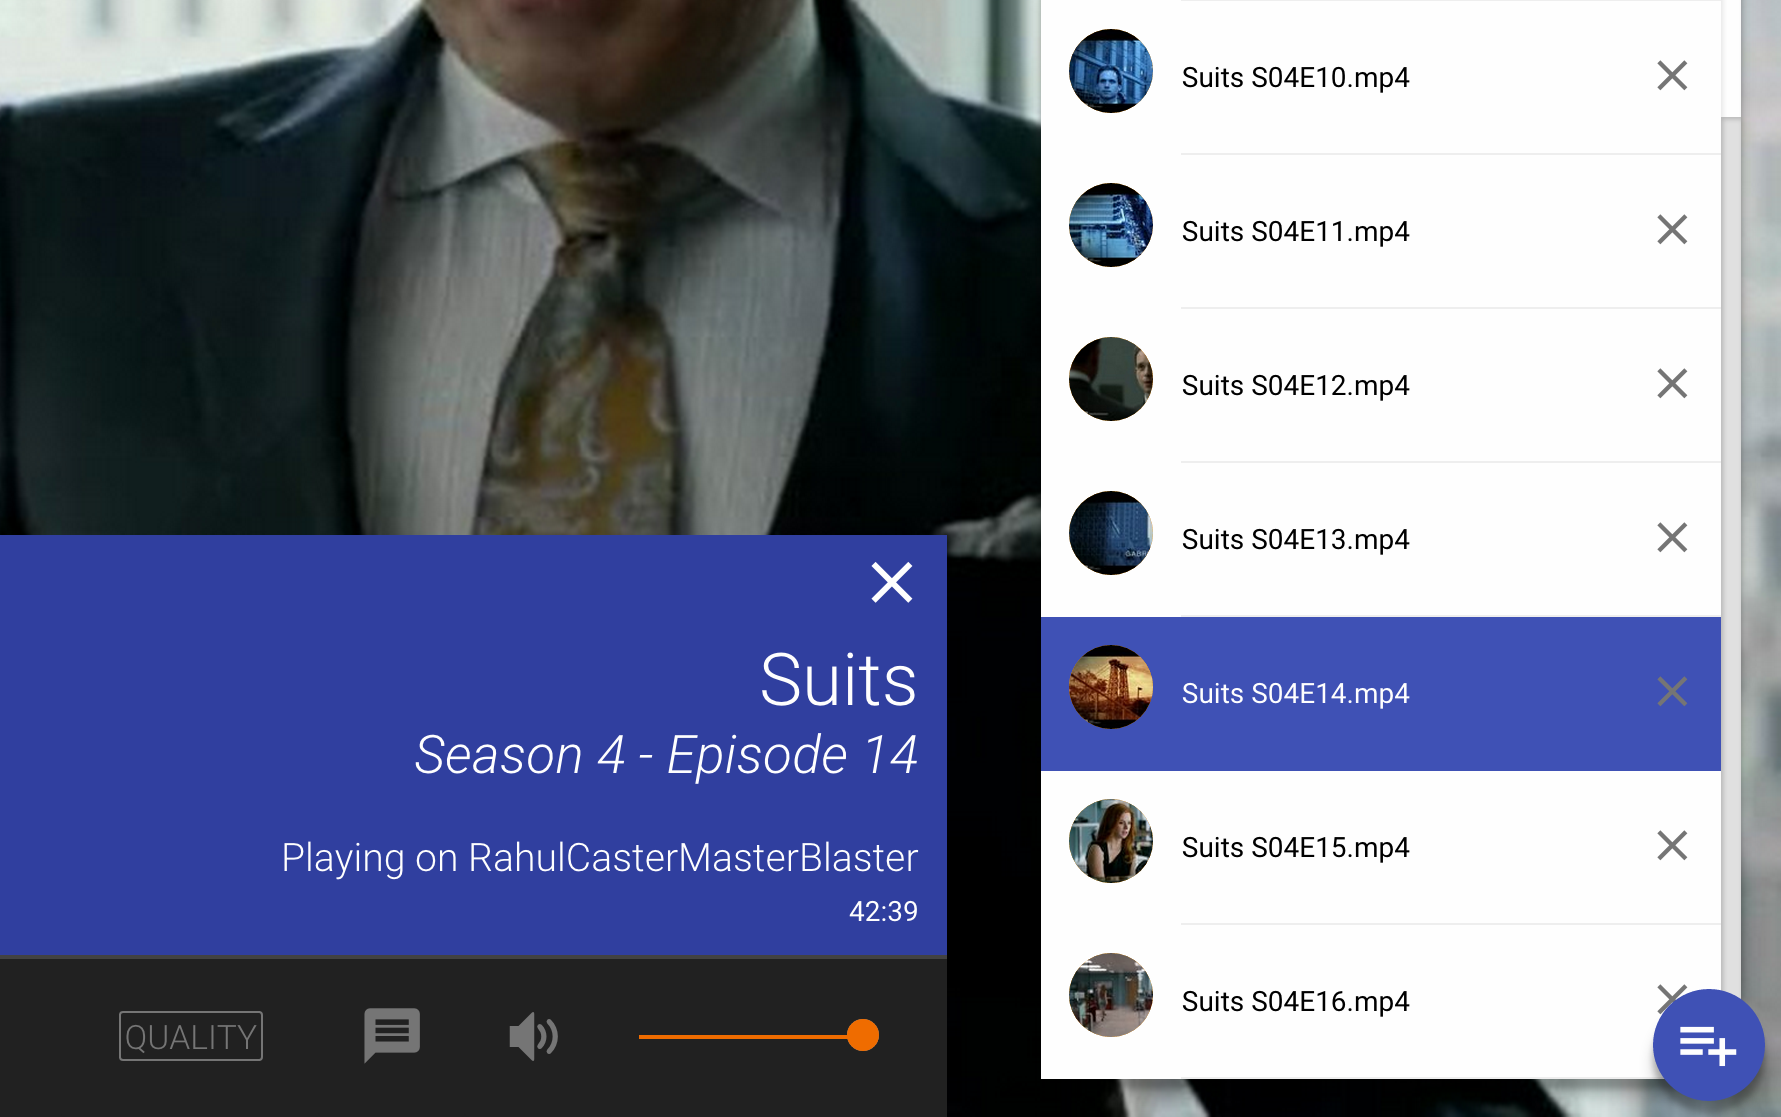 Suits S04E10.mp4
Suits S04E11.mp4
Suits S04E12.mp4
Suits S04E13.mp4
Suits S04E14.mp4
Suits S04E15.mp4
Suits S04E16.mp4
Suits
Season 4 - Episode 14
Playing on RahulCasterMasterBlaster
42:39
QUALITY